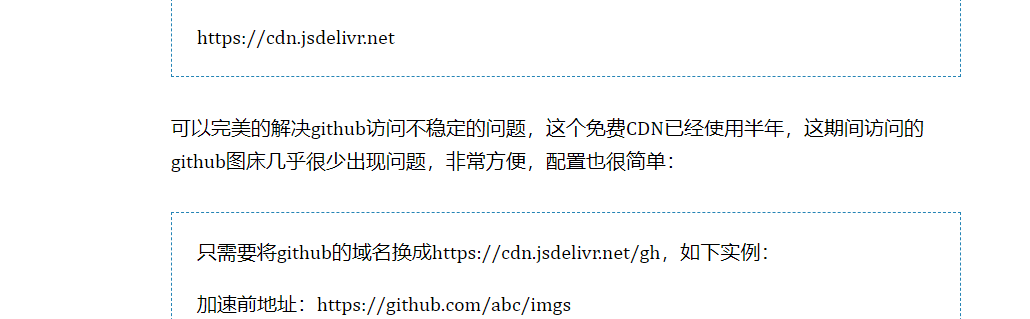 https://cdn.jsdelivr.net
可以完美的解决github访问不稳定的问题，这个免费CDN已经使用半年，这期间访问的
github图床几乎很少出现问题，非常方便，配置也很简单：
只需要将github的域名换成https://cdn.jsdelivr.net/gh，如下实例：
加速前地址：https://github.com/abc/imgs